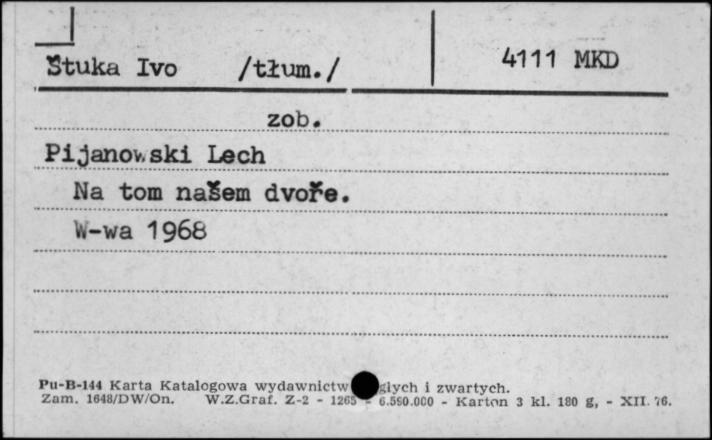 Štuka Ivo /tłum./ 4111 MKD
zob.
Pijanowski Lech
Na tom našem dvoře.
W-wa 1968
Pu-B-144 Karta Katalogowa wydawnictw głych i zwartych.
Zam. 1648/DW/On. W.Z.Graf. Z-2 - 1265 - 6.590.000 - Karton 3 kl. 180 g, - XII. 76.